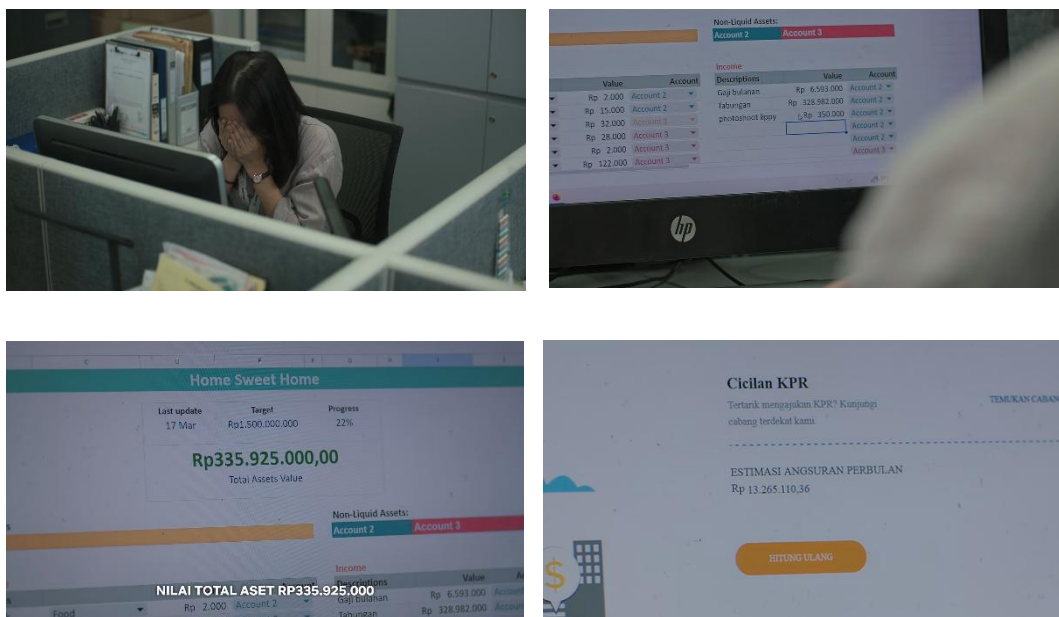 Non-Liquid Assets:
Account 2 Account 3
Income
Value Account
Descriptions Value Account
Rp 2.000 Account 2
Gaji bulanan Rp 6.593.000 Account 2
Rp 15.000 Account 2
Tabungan Rp 328.982.000 Account 2
Rp 32.000 Account 3
photoshoot lippy Rp 350.000 Account 2
Rp 28.000 Account 3
Account 2
Rp 2.000 Account 3
Account 2
Rp 122.000 Account 3
Account 3
hp
Home Sweet Home
Last update Target Progress
17 Mar Rp1.500.000.000 22%
Rp335.925.000,00
Total Assets Value
Non-Liquid Assets:
Account 2 Account 3
Income
Descriptions Value
NILAI TOTAL ASET RP335.925.000
Gaji bulanan Rp 6.593.000
Food Rp 2.000 Account 2
Tabungan Rp 328.982.000
Cicilan KPR
Tertarik mengajukan KPR? Kunjungi
cabang terdekat kami.
TEMUKAN CABAN
ESTIMASI ANGSURAN PERBULAN
Rp 13.265.110,36
HITUNG ULANG
$